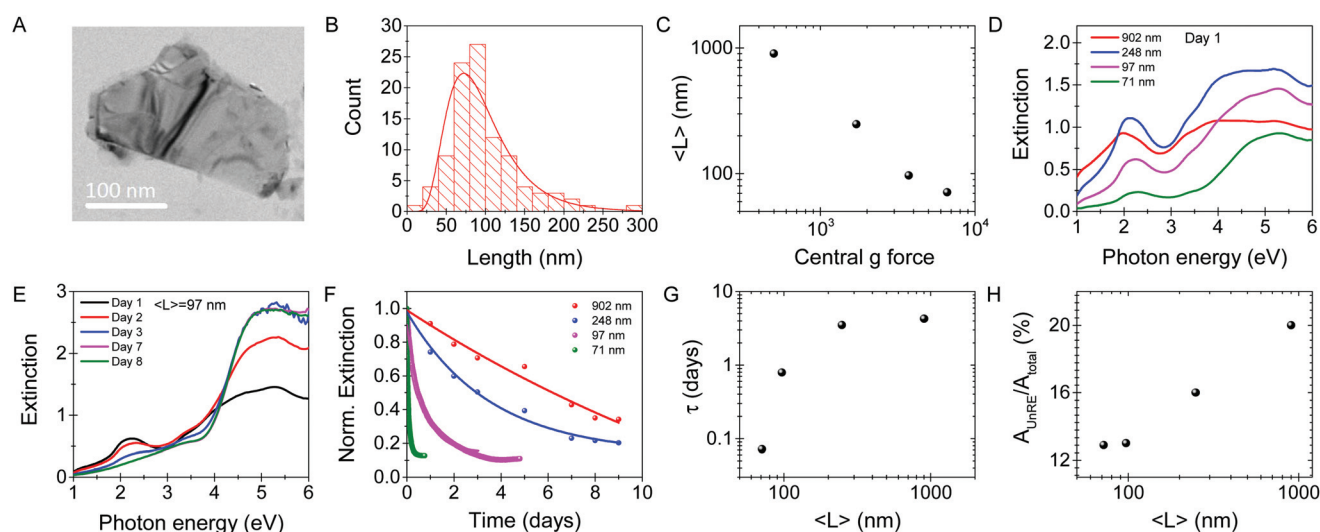 A
100 nm
B
30
25
20
15
10
5
0
Count
0 50 100 150 200 250 300
Length (nm)
C
1000
100
<L> (nm)
10³ 10⁴
Central g force
D
902 nm
248 nm
97 nm
71 nm
Day 1
2.0
1.5
1.0
0.5
0.0
Extinction
1 2 3 4 5 6
Photon energy (eV)
E
Day 1
Day 2
Day 3
Day 7
Day 8
<L>=97 nm
3
2
1
0
Extinction
1 2 3 4 5 6
Photon energy (eV)
F
902 nm
248 nm
97 nm
71 nm
1.0
0.8
0.6
0.4
0.2
0.0
Norm. Extinction
0 2 4 6 8 10
Time (days)
G
10
1
0.1
τ (days)
100 1000
<L> (nm)
H
20
16
12
A_UnRE/A_total (%)
100 1000
<L> (nm)